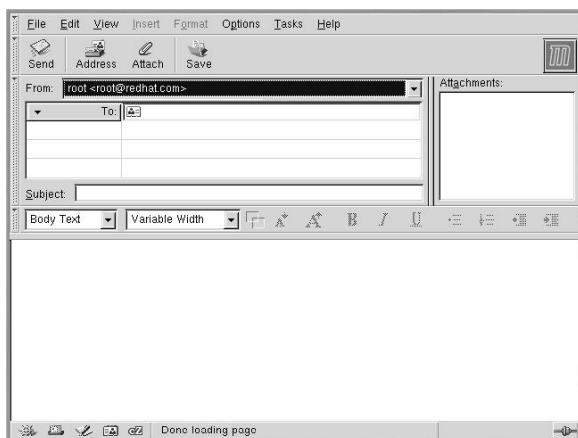 File Edit View Insert Format Options Tasks Help
Send Address Attach Save
From: root <root@redhat.com>
Attachments:
To:
Subject:
Body Text Variable Width A A B I U
Done loading page